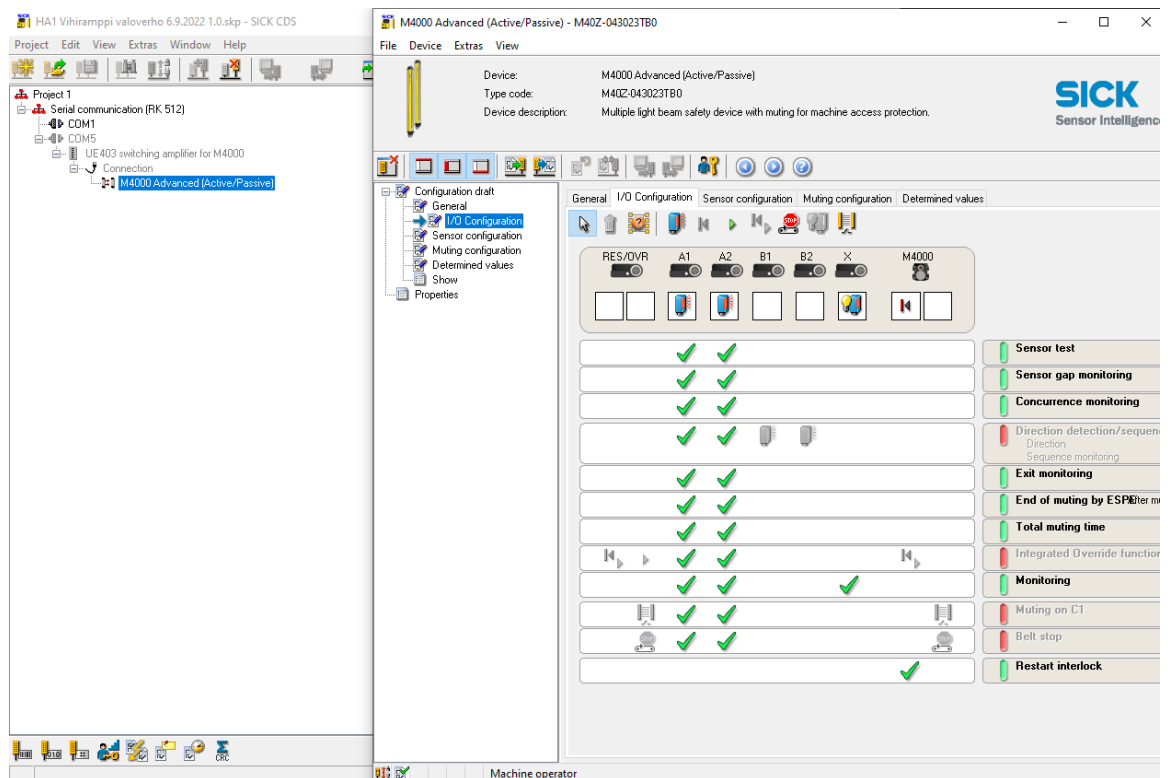 HA1 Vihiramppi valoverho 6.9.2022 1.0.skp - SICK CDS
Project Edit View Extras Window Help
Project 1
Serial communication (RK 512)
COM1
COM5
UE403 switching amplifier for M4000
Connection
M4000 Advanced (Active/Passive)
CRC
M4000 Advanced (Active/Passive) - M40Z-043023TB0
File Device Extras View
Device: M4000 Advanced (Active/Passive)
Type code: M40Z-043023TB0
Device description: Multiple light beam safety device with muting for machine access protection.
SICK
Sensor Intelligence
Configuration draft
General
I/O Configuration
Sensor configuration
Muting configuration
Determined values
Show
Properties
General I/O Configuration Sensor configuration Muting configuration Determined values
STOP
RES/OVR A1 A2 B1 B2 X M4000
Sensor test
Sensor gap monitoring
Concurrence monitoring
Direction detection/sequen
Direction
Sequence monitoring
Exit monitoring
End of muting by ESPE
Total muting time
Integrated Override function
Monitoring
Muting on C1
Belt stop
Restart interlock
Machine operator